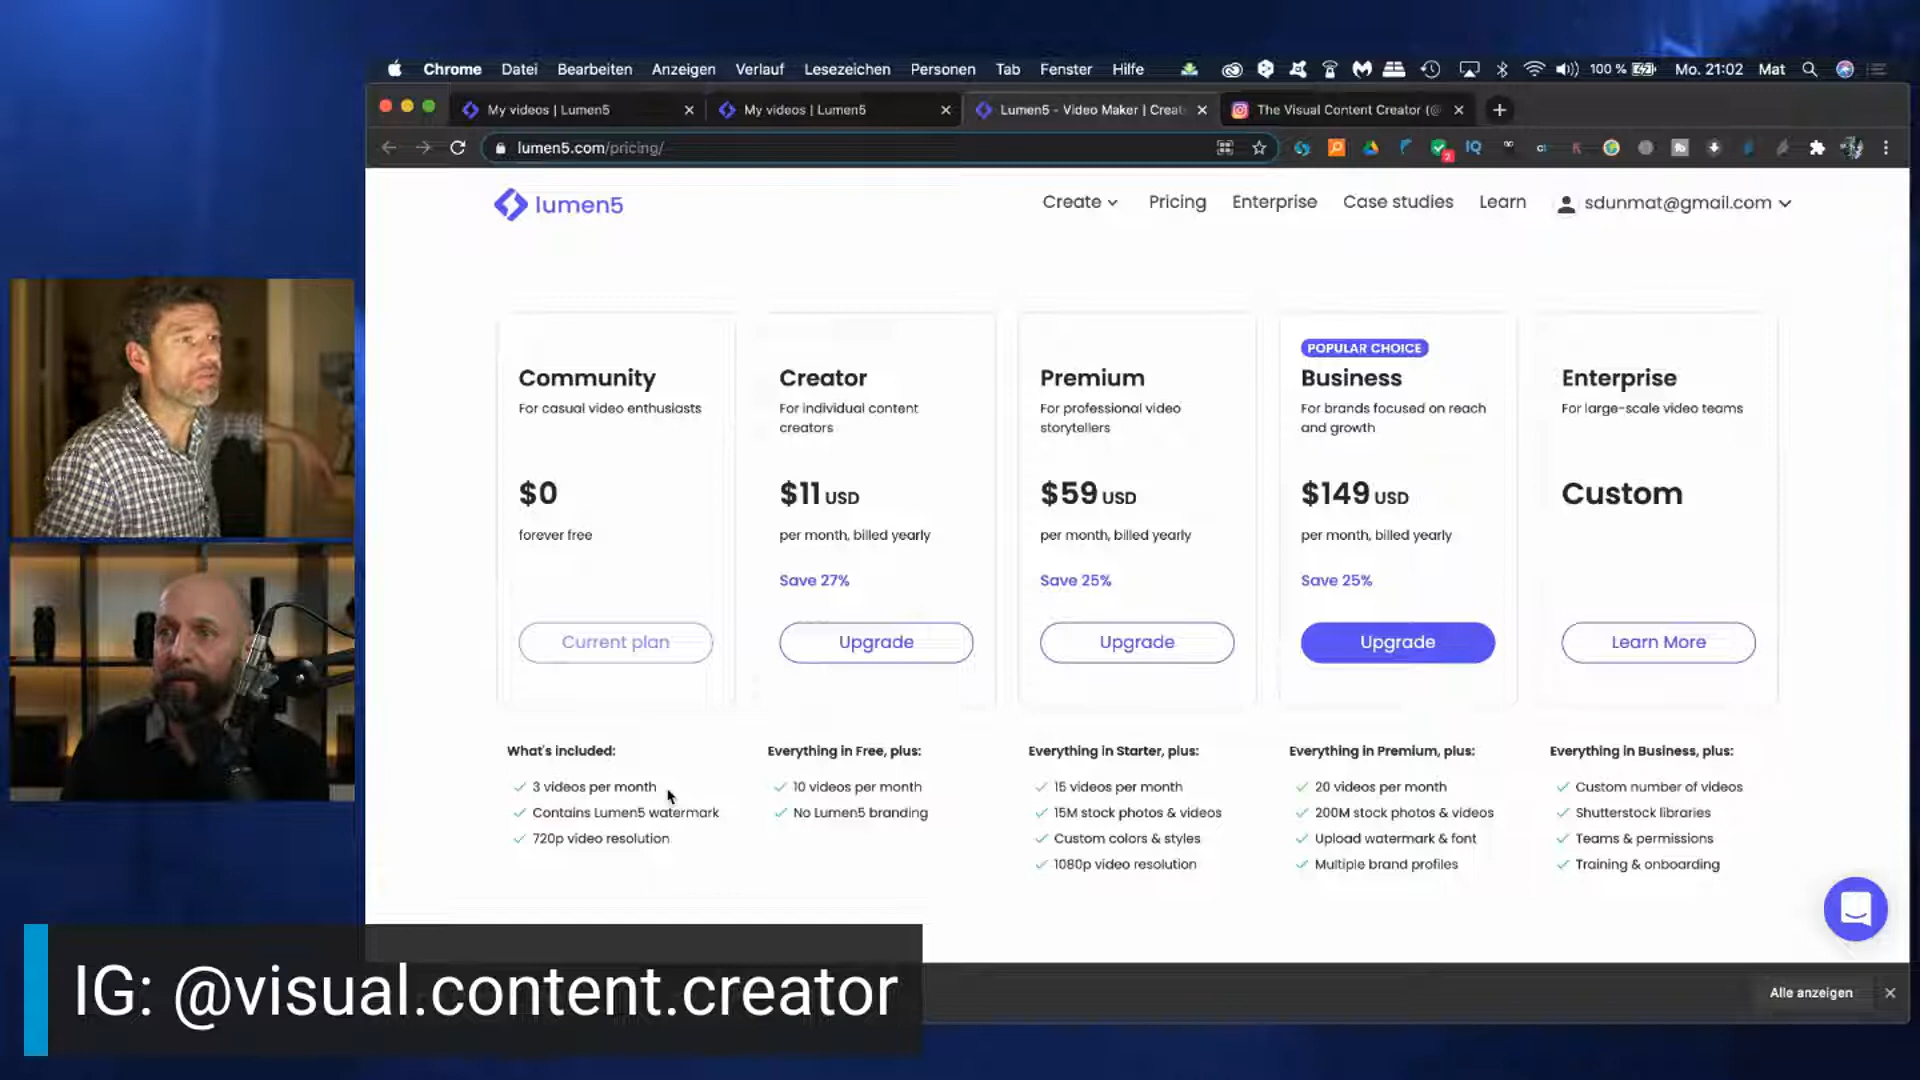 Chrome Datei Bearbeiten Anzeigen Verlauf Lesezeichen Personen Tab Fenster Hilfe 100 % Mo. 21:02 Mat
My videos | Lumen5
My videos | Lumen5
Lumen5 - Video Maker | Creat
The Visual Content Creator (@
lumen5.com/pricing/
IQ
2
lumen5
Create Pricing Enterprise Case studies Learn sdunmat@gmail.com
Community
For casual video enthusiasts
$0
forever free
Current plan
What's included:
3 videos per month
Contains Lumen5 watermark
720p video resolution
Creator
For individual content
creators
$11 USD
per month, billed yearly
Save 27%
Upgrade
Everything in Free, plus:
10 videos per month
No Lumen5 branding
Premium
For professional video
storytellers
$59 USD
per month, billed yearly
Save 25%
Upgrade
Everything in Starter, plus:
15 videos per month
15M stock photos & videos
Custom colors & styles
1080p video resolution
POPULAR CHOICE
Business
For brands focused on reach
and growth
$149 USD
per month, billed yearly
Save 25%
Upgrade
Everything in Premium, plus:
20 videos per month
200M stock photos & videos
Upload watermark & font
Multiple brand profiles
Enterprise
For large-scale video teams
Custom
Learn More
Everything in Business, plus:
Custom number of videos
Shutterstock libraries
Teams & permissions
Training & onboarding
IG: @visual.content.creator
Alle anzeigen